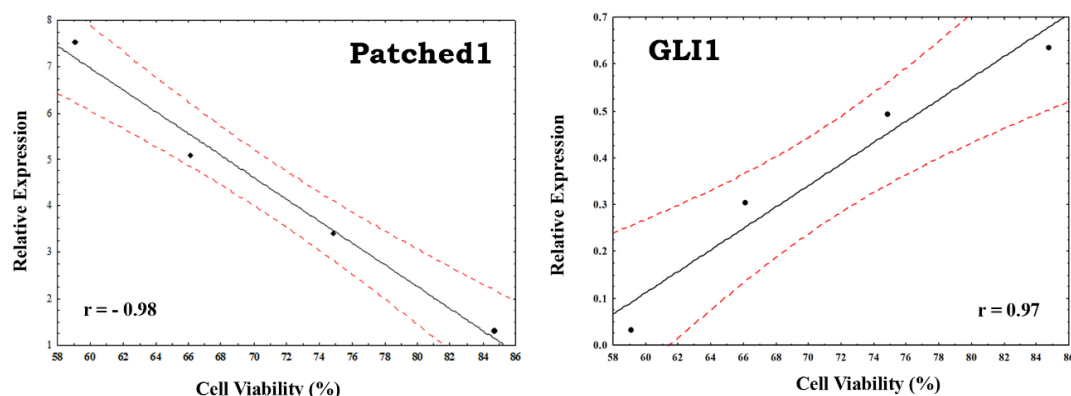 Patched1
Relative Expression
8
7
6
5
4
3
2
1
r = - 0.98
58 60 62 64 66 68 70 72 74 76 78 80 82 84 86
Cell Viability (%)
GLI1
Relative Expression
0.7
0.6
0.5
0.4
0.3
0.2
0.1
0.0
r = 0.97
58 60 62 64 66 68 70 72 74 76 78 80 82 84 86
Cell Viability (%)